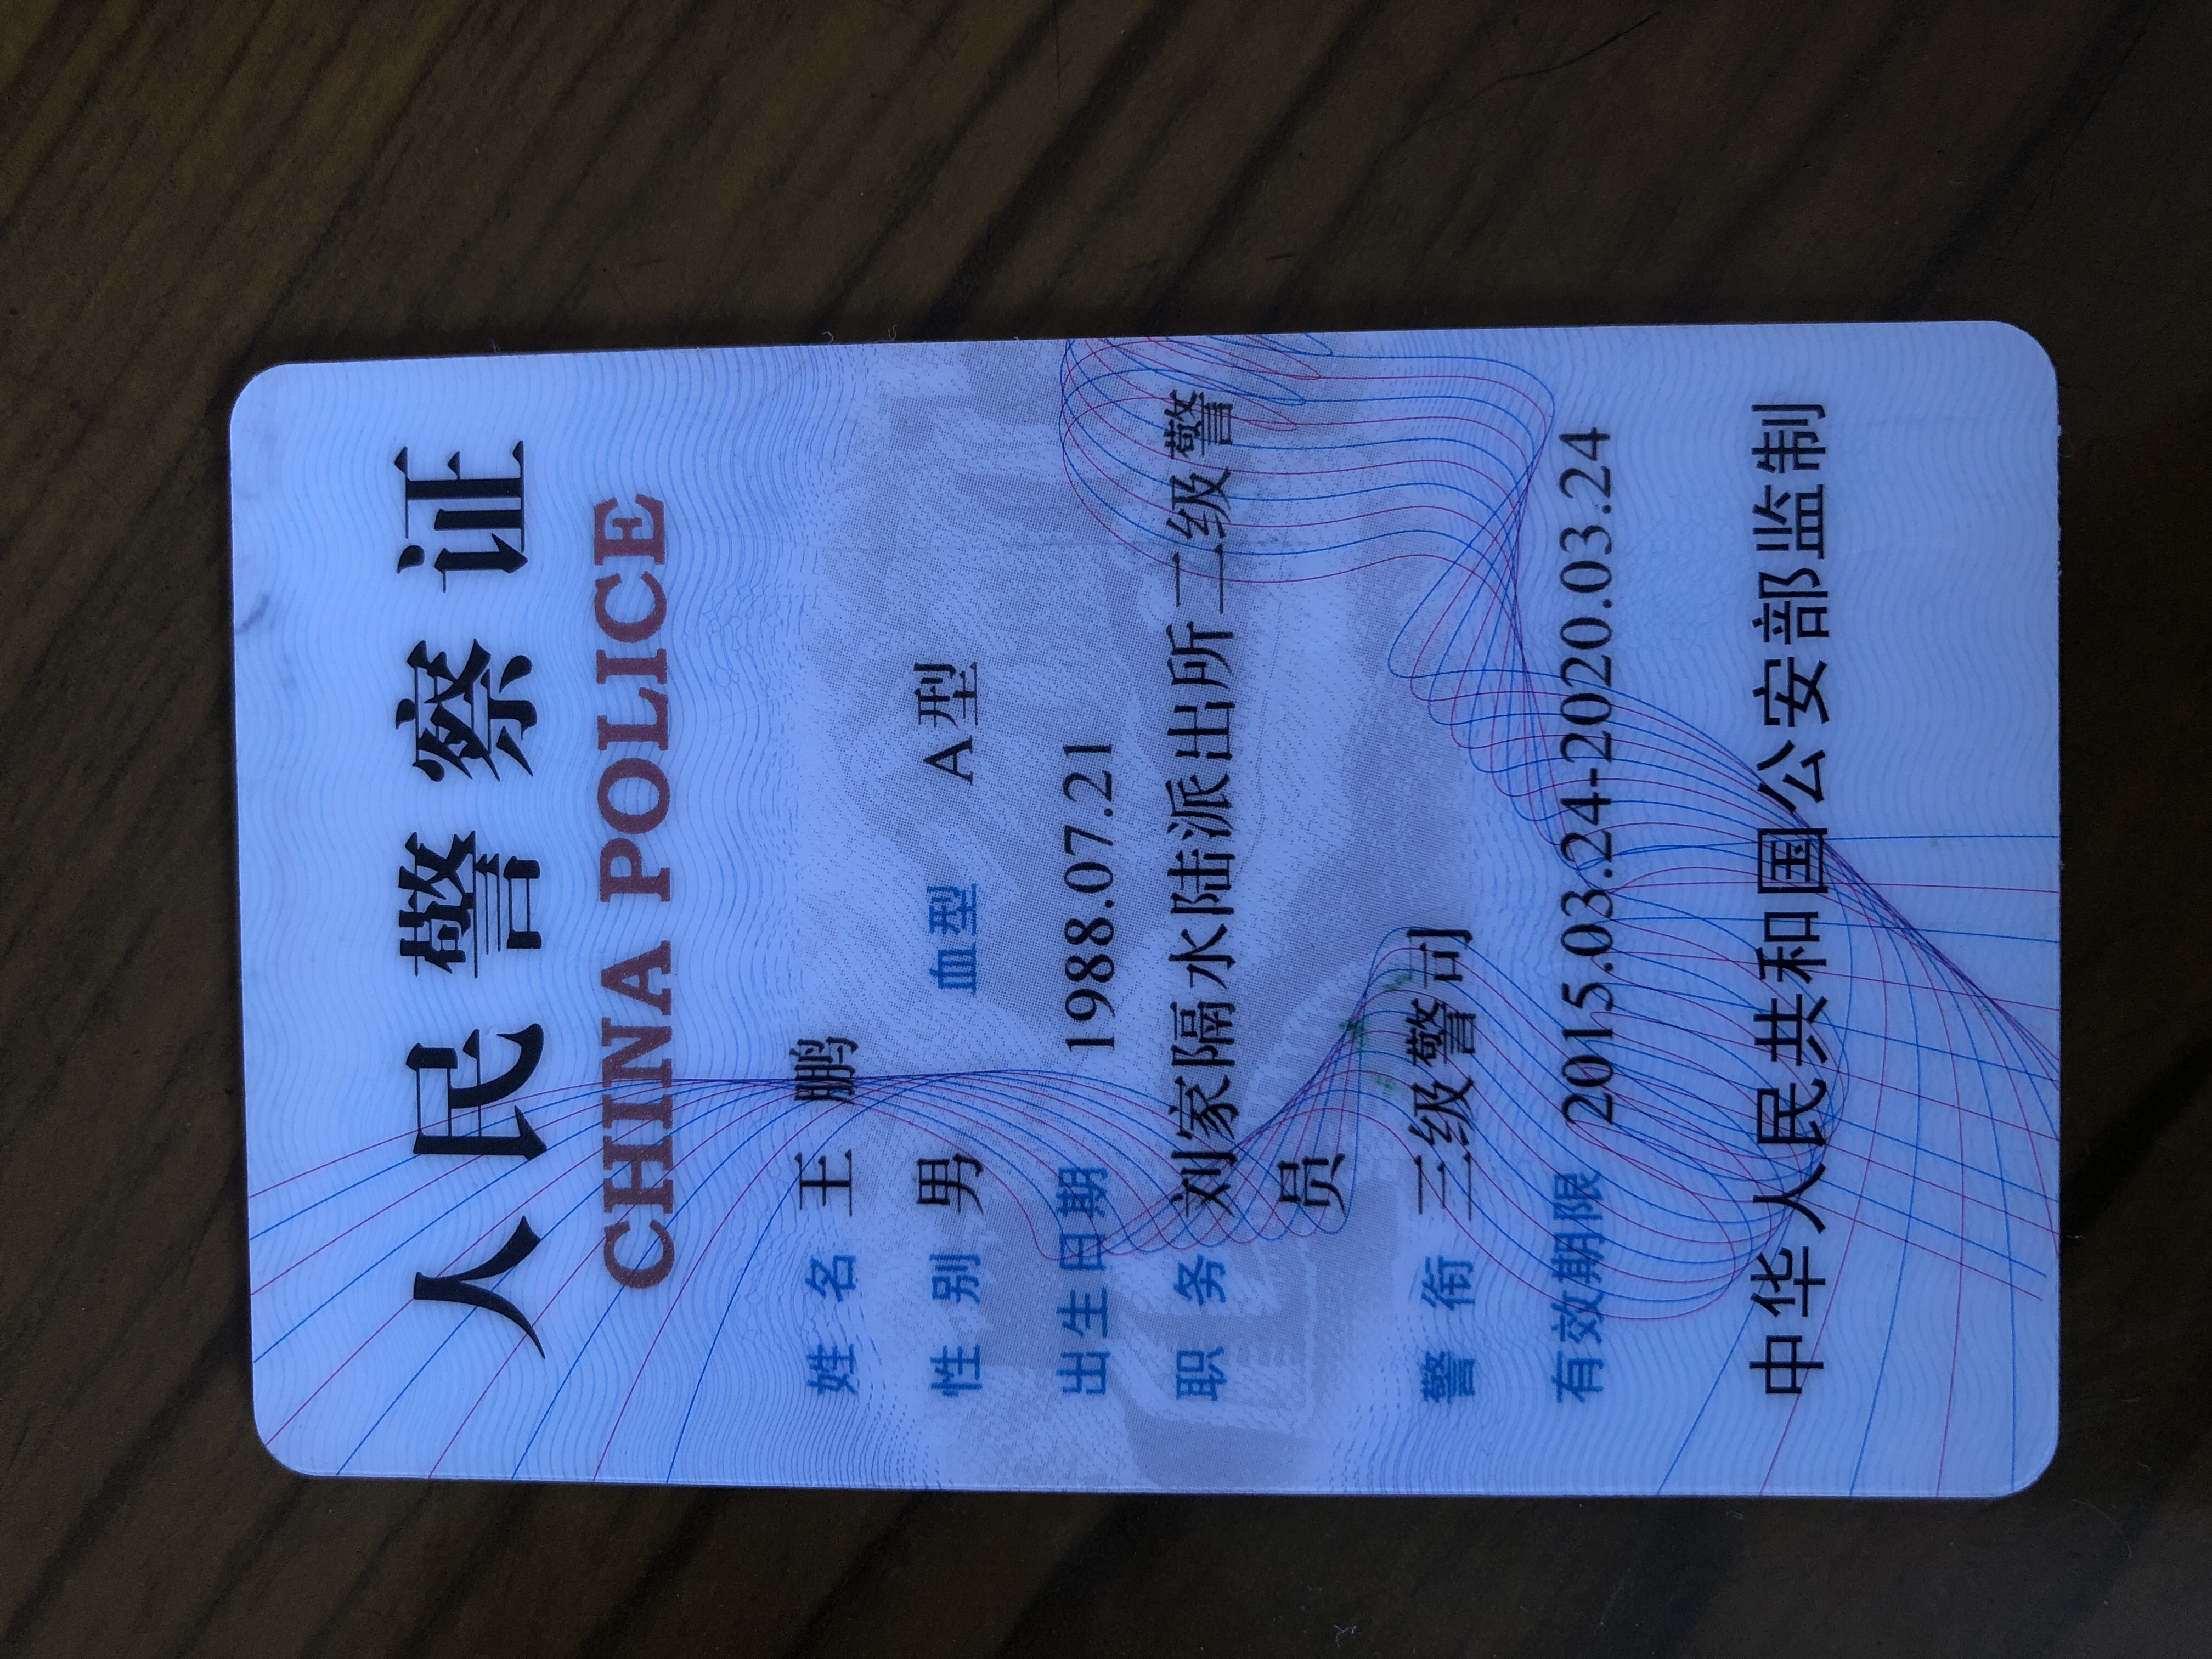 人民警察证
CHINA POLICE
姓名 王鹏
性别 男 血型 A型
出生日期 1988.07.21
职务 刘家隔水陆派出所二级警
员
警衔 三级警司
有效期限 2015.03.24-2020.03.24
中华人民共和国公安部监制